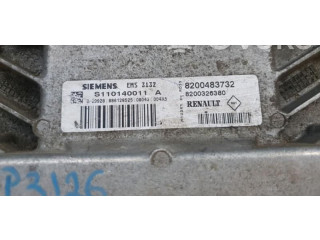 SIEMENS EMS 3132
S110140011 A
8200483732
8200326380
RENAULT
P3126